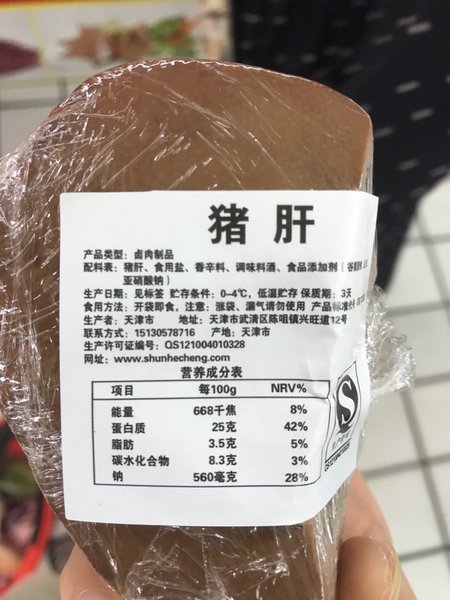 猪 肝
产品类型: 卤肉制品
配料表: 猪肝、食用盐、香辛料、调味料酒、食品添加剂 (谷氨酸
亚硝酸钠)
生产日期: 见标签 贮存条件: 0-4℃, 低温贮存 保质期: 3天
食用方法: 开袋即食, 注意: 涨袋、漏气请勿使用 产品标准
生产者: 天津市 地址: 天津市武清区陈咀镇兴旺道12号
联系方式: 15130578716 产地: 天津市
生产许可证编号: QS121004010328
网址: www.shunhecheng.com
营养成分表
项目 每100g NRV%
能量 668千焦 8%
蛋白质 25克 42%
脂肪 3.5克 5%
碳水化合物 8.3克 3%
钠 560毫克 28%